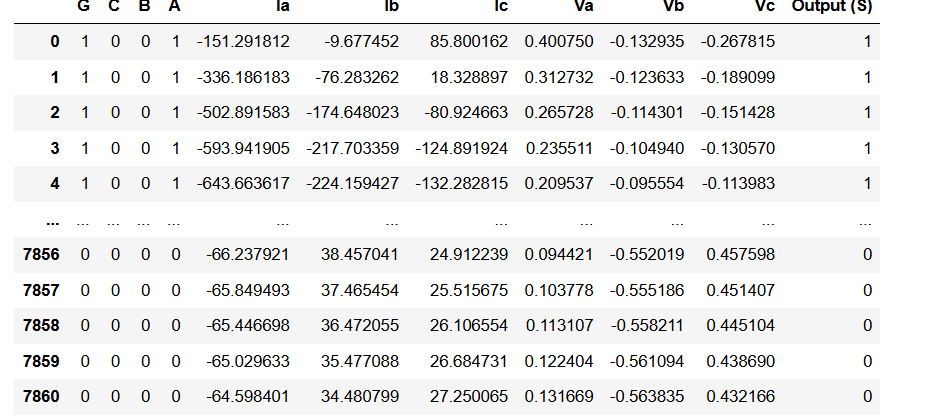 G C B A Ia Ib Ic Va Vb Vc Output (S)
0 1 0 0 1 -151.291812 -9.677452 85.800162 0.400750 -0.132935 -0.267815 1
1 1 0 0 1 -336.186183 -76.283262 18.328897 0.312732 -0.123633 -0.189099 1
2 1 0 0 1 -502.891583 -174.648023 -80.924663 0.265728 -0.114301 -0.151428 1
3 1 0 0 1 -593.941905 -217.703359 -124.891924 0.235511 -0.104940 -0.130570 1
4 1 0 0 1 -643.663617 -224.159427 -132.282815 0.209537 -0.095554 -0.113983 1
... ... ... ... ... ... ... ... ... ... ... ...
7856 0 0 0 0 -66.237921 38.457041 24.912239 0.094421 -0.552019 0.457598 0
7857 0 0 0 0 -65.849493 37.465454 25.515675 0.103778 -0.555186 0.451407 0
7858 0 0 0 0 -65.446698 36.472055 26.106554 0.113107 -0.558211 0.445104 0
7859 0 0 0 0 -65.029633 35.477088 26.684731 0.122404 -0.561094 0.438690 0
7860 0 0 0 0 -64.598401 34.480799 27.250065 0.131669 -0.563835 0.432166 0